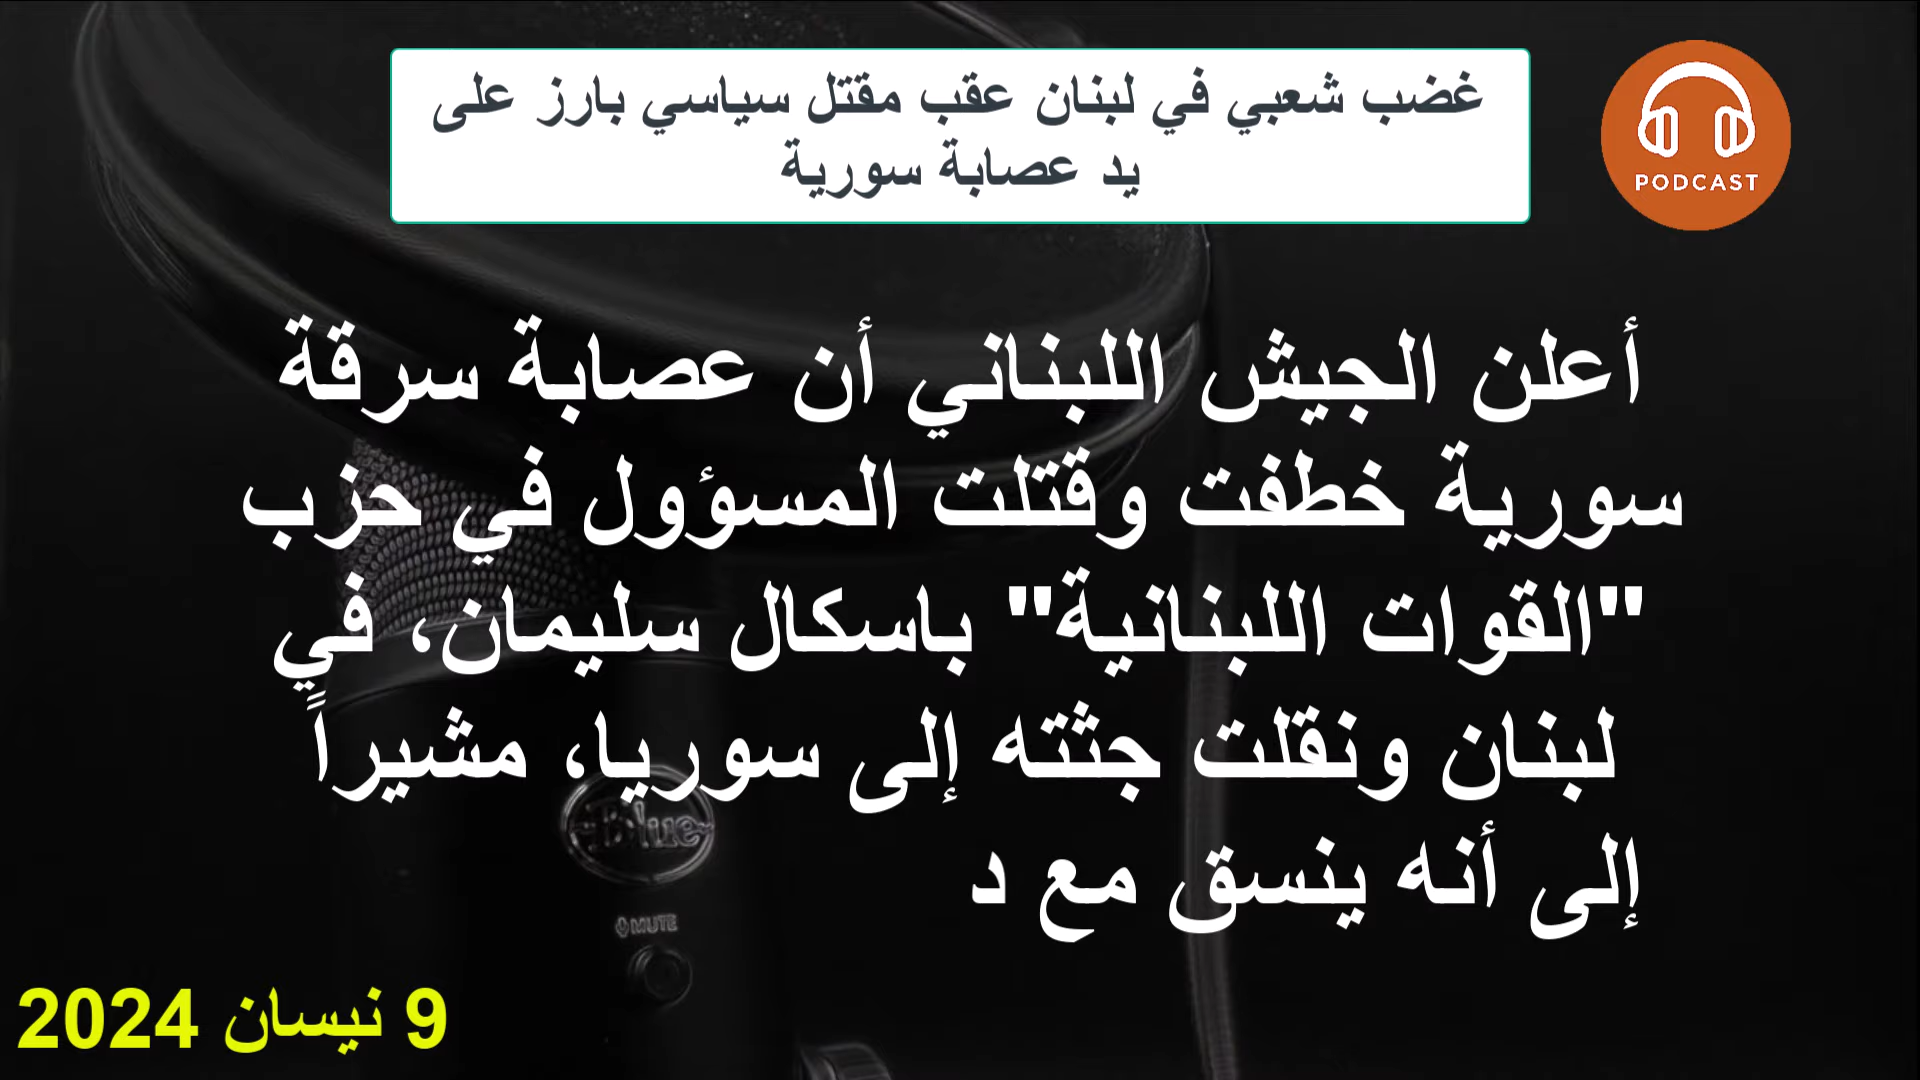 غضب شعبي في لبنان عقب مقتل سياسي بارز على
يد عصابة سورية
PODCAST
أعلن الجيش اللبناني أن عصابة سرقة
سورية خطفت وقتلت المسؤول في حزب
"القوات اللبنانية" باسكال سليمان، في
لبنان ونقلت جثته إلى سوريا، مشيراً
إلى أنه ينسق مع د
Blue
MUTE
9 نيسان 2024